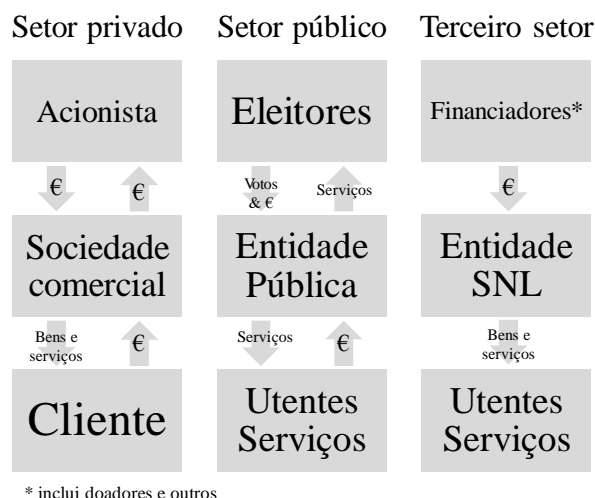 Setor privado
Setor público
Terceiro setor
Acionista
Eleitores
Financiadores*
€
€
Votos
& €
Serviços
€
Sociedade
comercial
Entidade
Pública
Entidade
SNL
Bens e
serviços
€
Serviços
€
Bens e
serviços
Cliente
Utentes
Serviços
Utentes
Serviços
* inclui doadores e outros